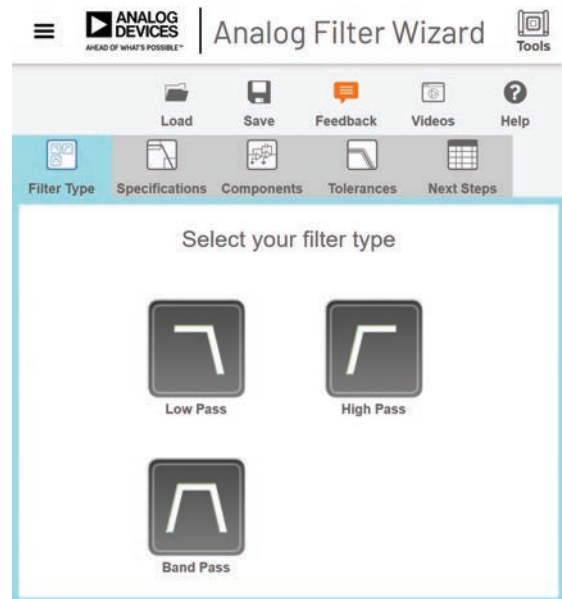 ANALOG
DEVICES
AHEAD OF WHAT'S POSSIBLE™
Analog Filter Wizard
Tools
Load Save Feedback Videos Help
Filter Type Specifications Components Tolerances Next Steps
Select your filter type
Low Pass High Pass
Band Pass